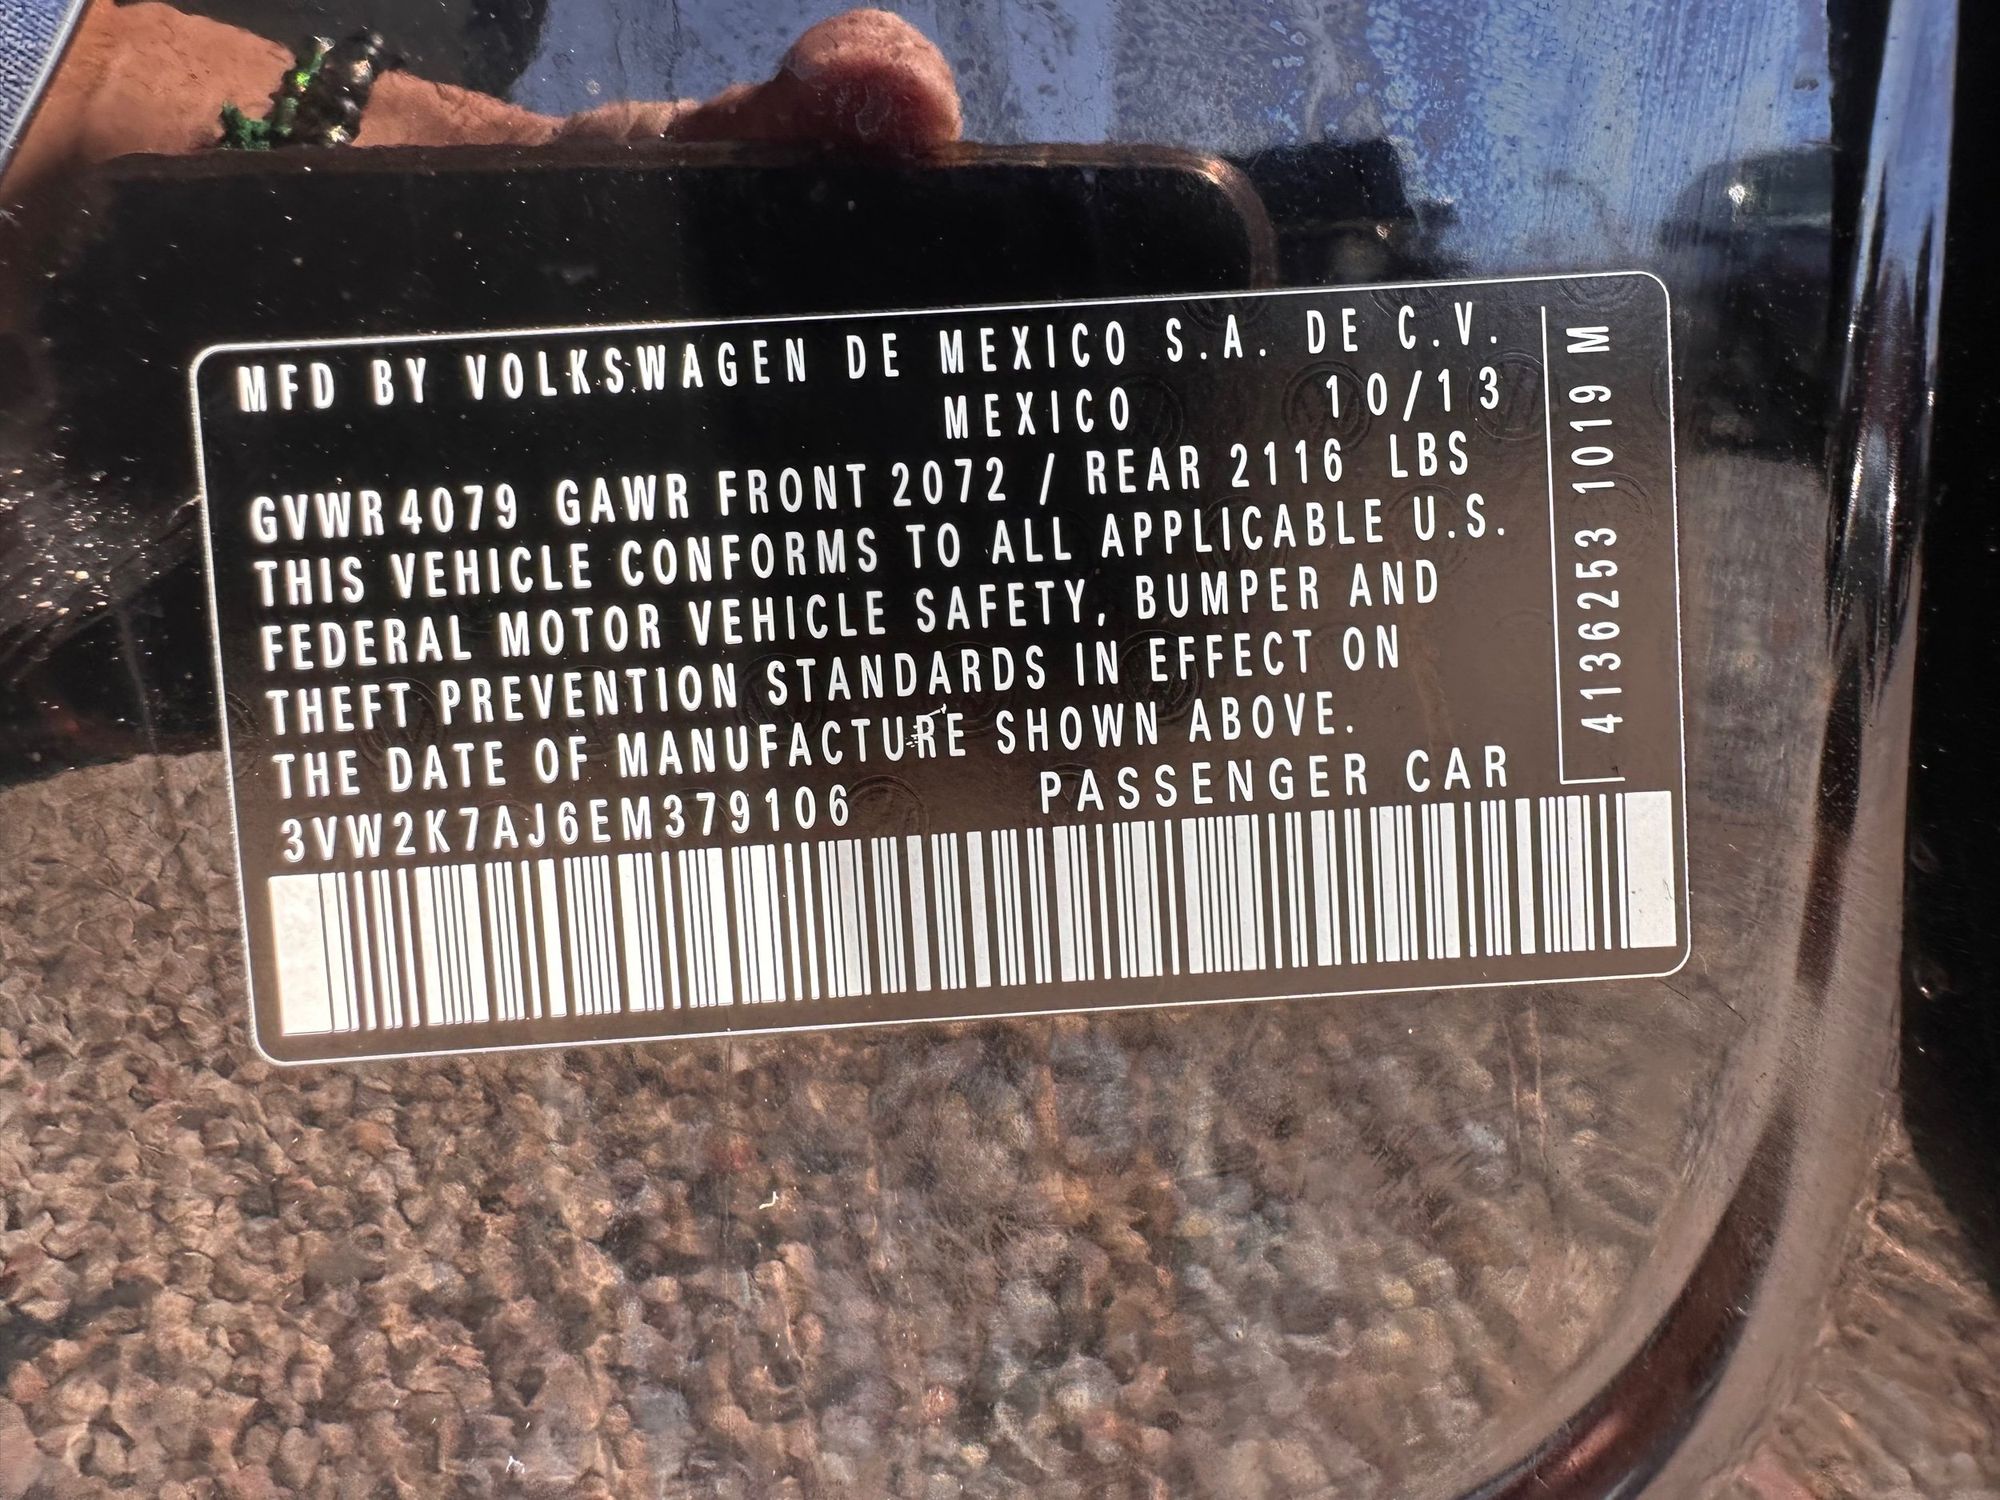 MFD BY VOLKSWAGEN DE MEXICO S.A. DE C.V.
MEXICO 10/13
GVWR 4079 GAWR FRONT 2072 / REAR 2116 LBS
THIS VEHICLE CONFORMS TO ALL APPLICABLE U.S.
FEDERAL MOTOR VEHICLE SAFETY, BUMPER AND
THEFT PREVENTION STANDARDS IN EFFECT ON
THE DATE OF MANUFACTURE SHOWN ABOVE.
3VW2K7AJ6EM379106 PASSENGER CAR
4136253 1019 M